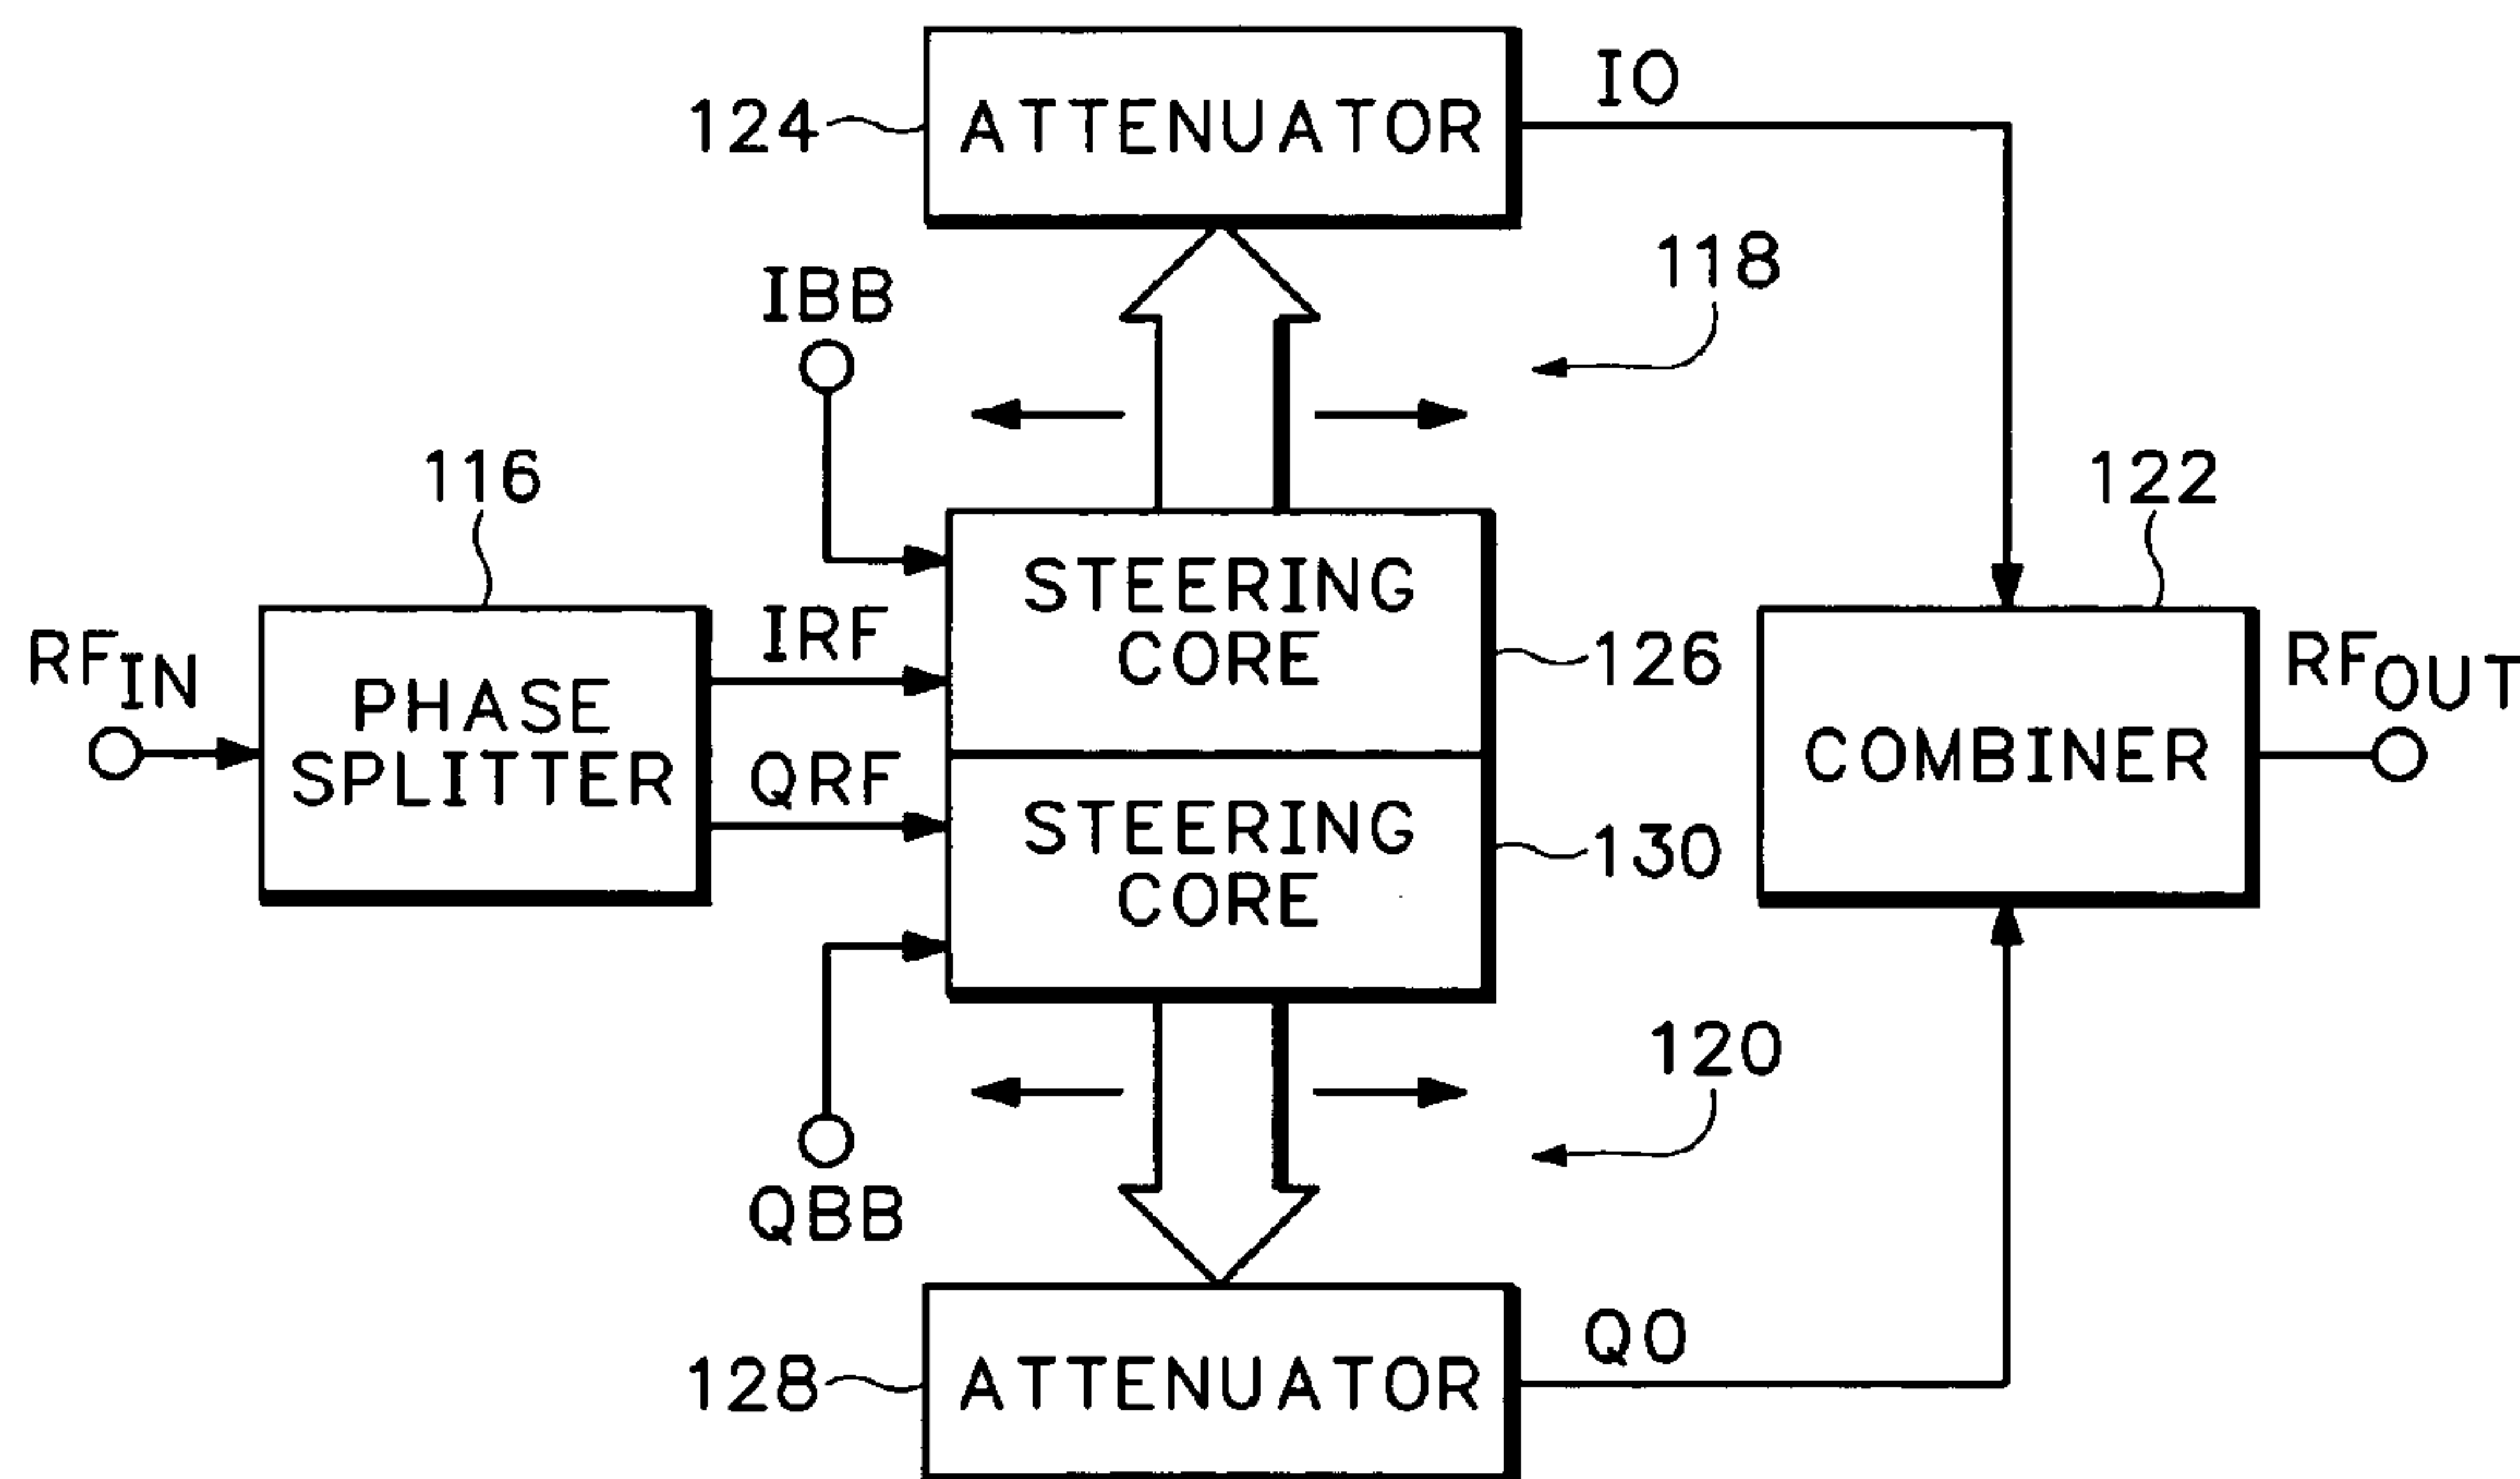 ATTENUATOR
IO
124
118
IBB
116
122
STEERING
CORE
IRF
126
RFIN
PHASE
SPLITTER
RFOUT
COMBINER
QRF
STEERING
CORE
130
120
QBB
QO
128
ATTENUATOR